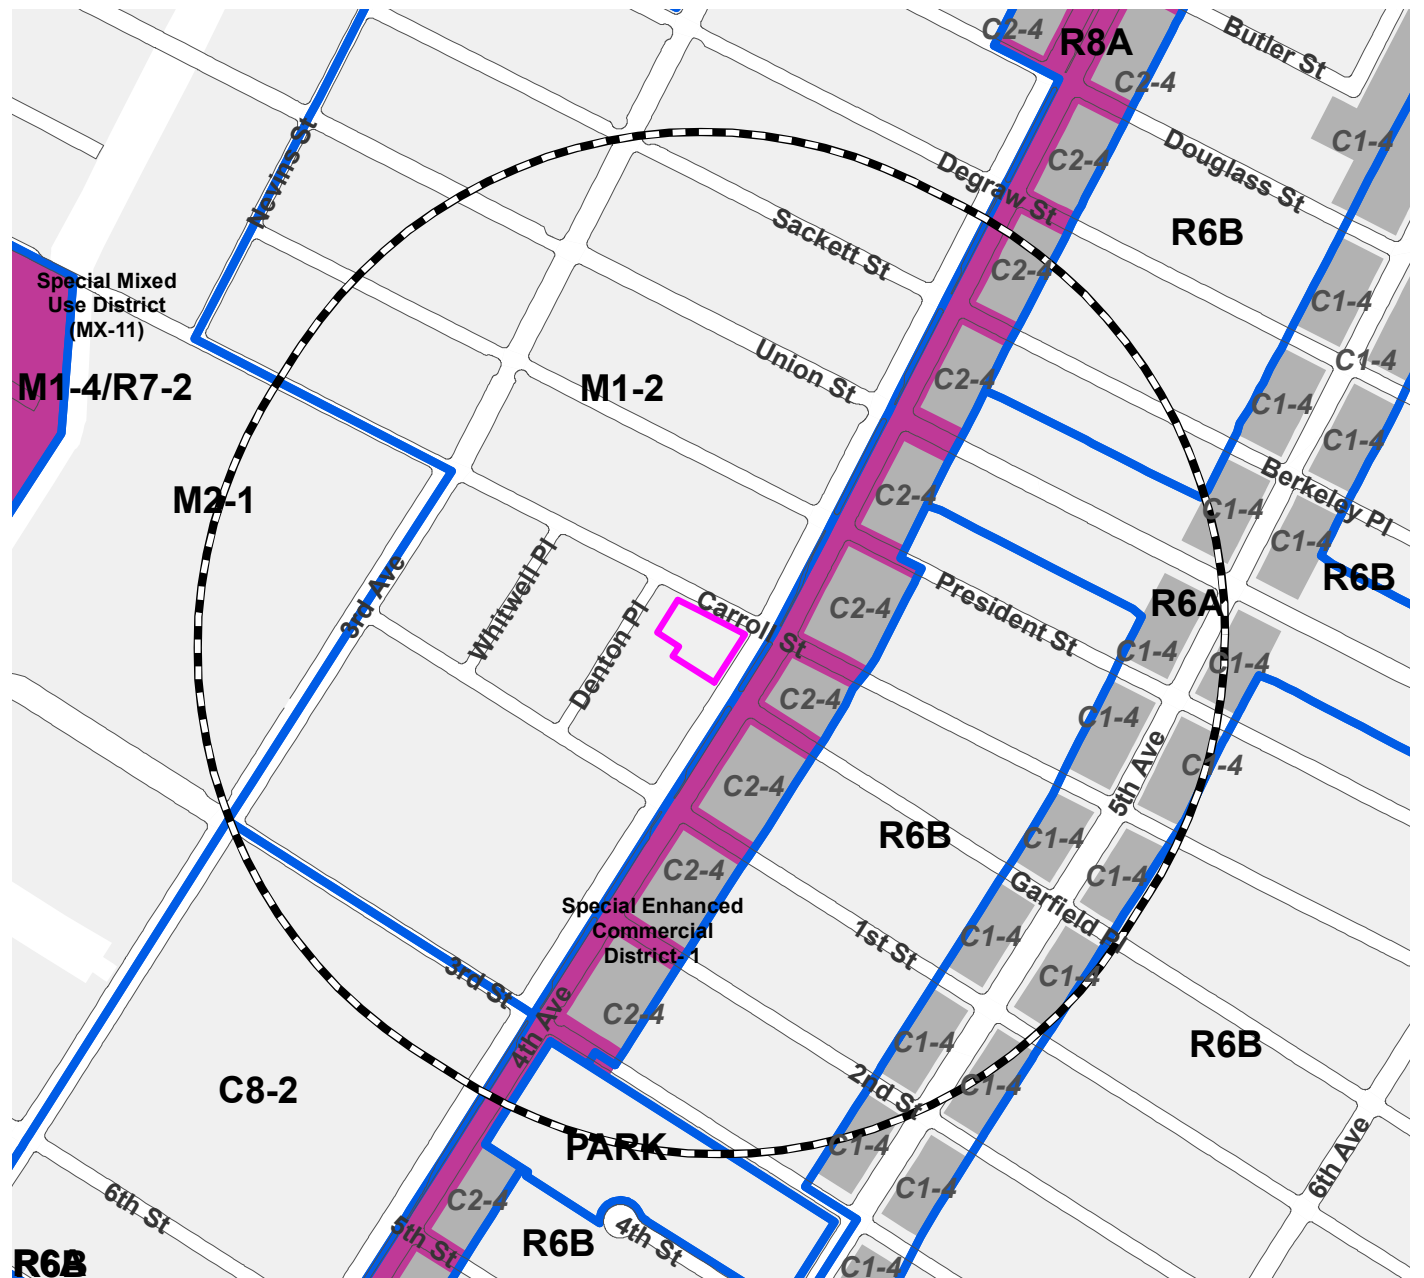 C2-4
R8A
Butler St
C2-4
C1-4
C2-4
Douglass St
Nevins St
Degraw St
R6B
Sackett St
C2-4
Special Mixed
Use District
(MX-11)
C1-4
C1-4
Union St
C2-4
M1-4/R7-2
M1-2
C1-4
C1-4
M2-1
C2-4
Berkeley Pl
C1-4
C1-4
R6B
3rd Ave
Whitwell Pl
Denton Pl
Carroll St
C2-4
President St
R6A
C1-4
C1-4
C2-4
C1-4
C1-4
5th Ave
C2-4
R6B
C1-4
C2-4
C1-4
Garfield Pl
Special Enhanced
Commercial
District- 1
1st St
C1-4
C1-4
3rd St
C2-4
4th Ave
C1-4
R6B
C8-2
2nd St
C1-4
PARK
C1-4
6th Ave
C1-4
6th St
C2-4
5th St
R6B
4th St
C1-4
R6B